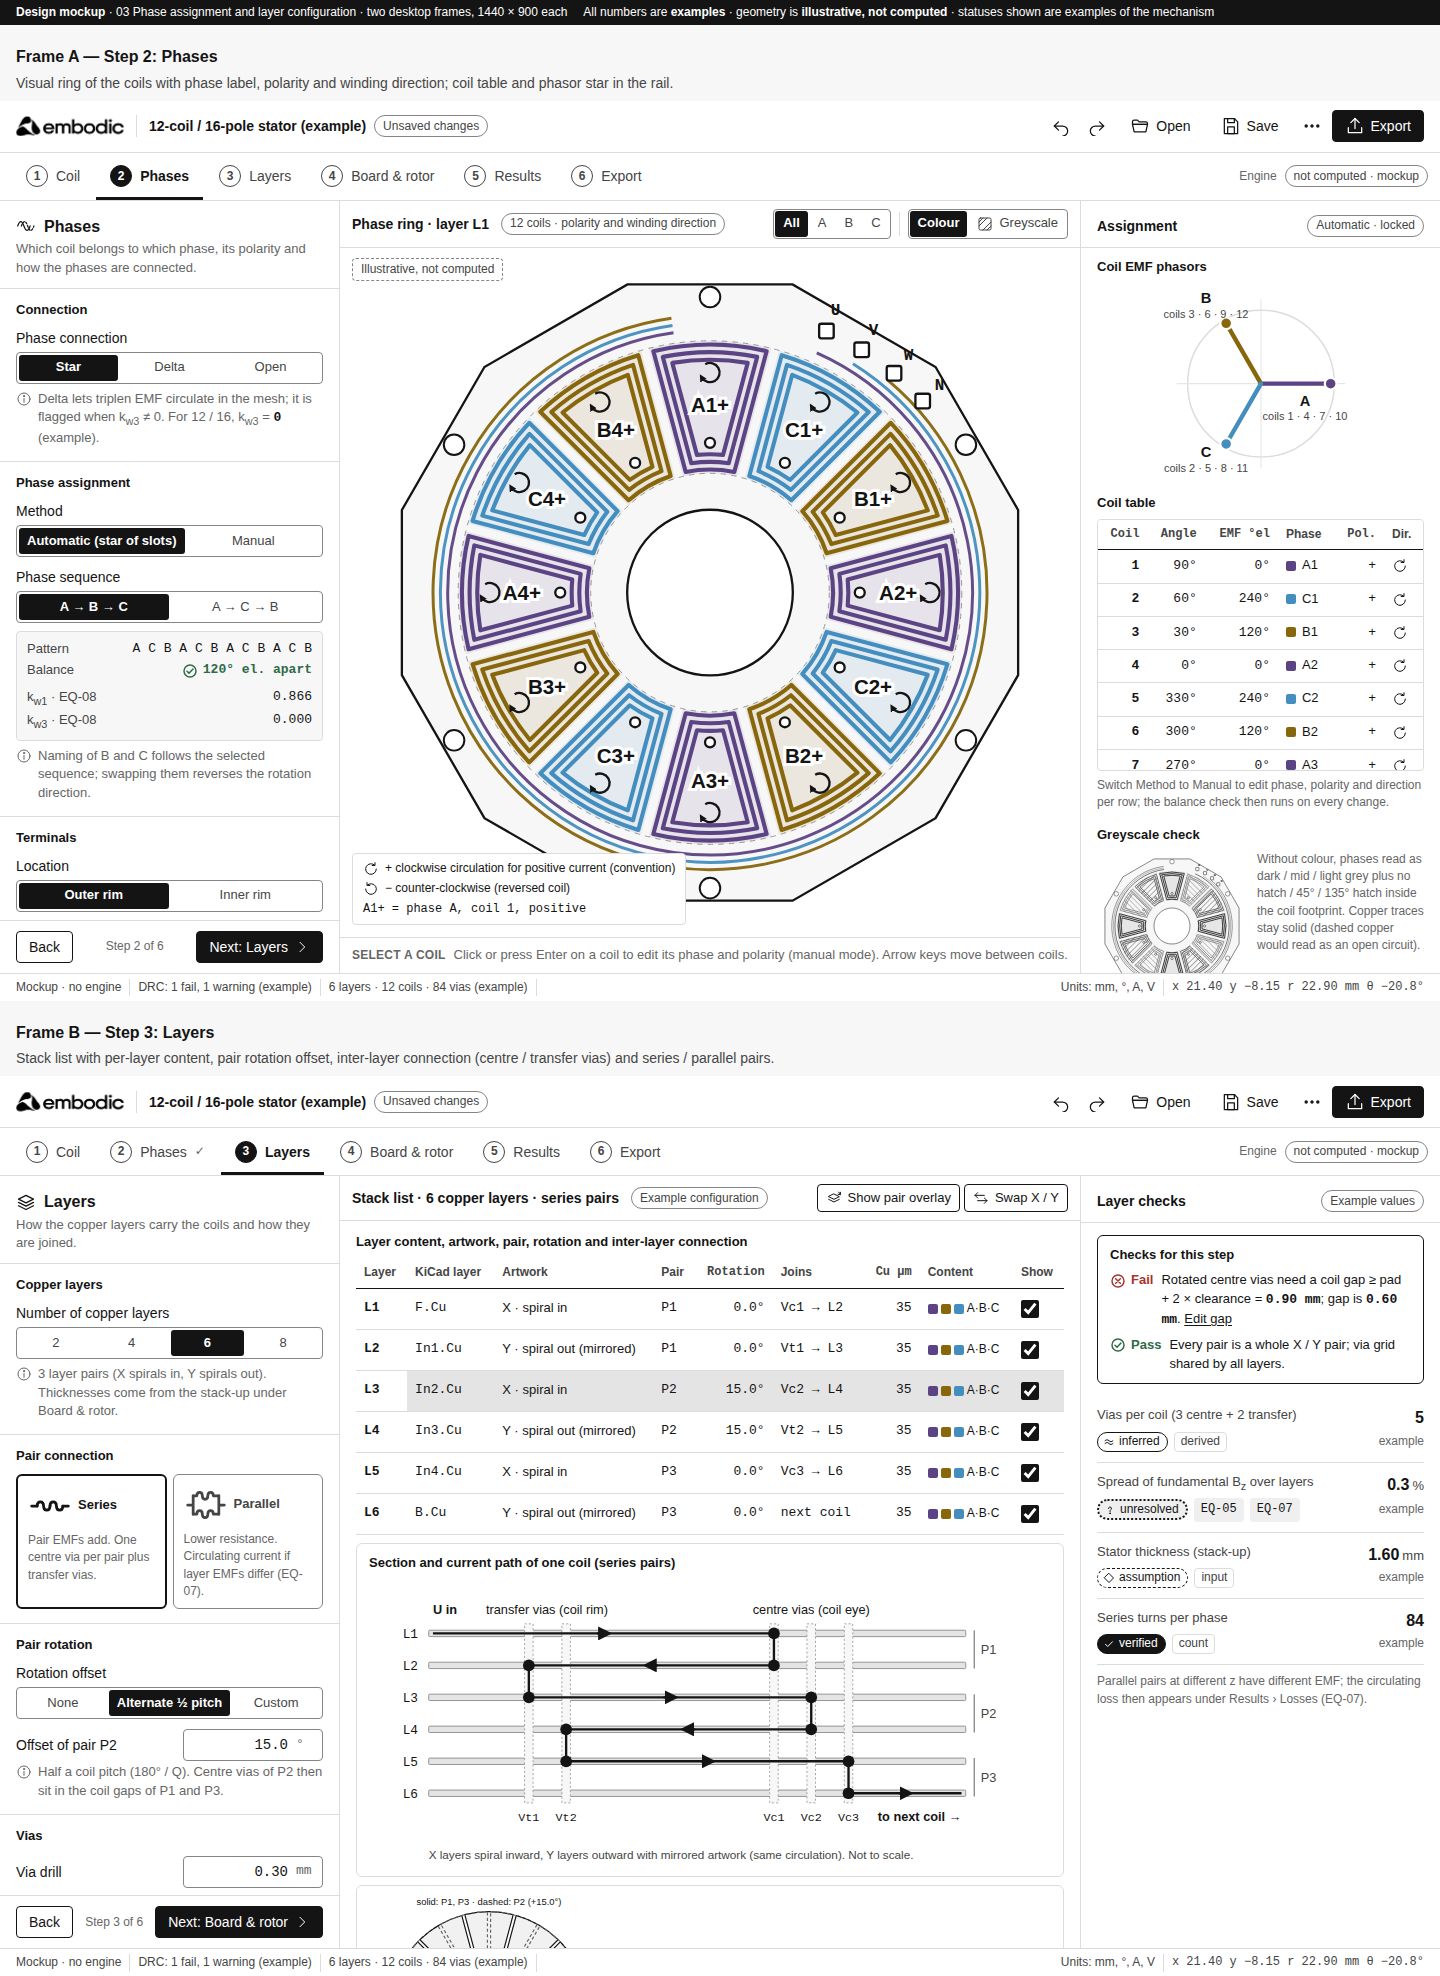 Design mockup · 03 Phase assignment and layer configuration · two desktop frames, 1440 × 900 each All numbers are examples · geometry is illustrative, not computed · statuses shown are examples of the mechanism
Frame A — Step 2: Phases
Visual ring of the coils with phase label, polarity and winding direction; coil table and phasor star in the rail.
embodic 12-coil / 16-pole stator (example) Unsaved changes Open Save Export
1 Coil 2 Phases 3 Layers 4 Board & rotor 5 Results 6 Export Engine not computed · mockup
Phases
Which coil belongs to which phase, its polarity and
how the phases are connected.
Connection
Phase connection
Star Delta Open
Delta lets triplen EMF circulate in the mesh; it is
flagged when kw3 ≠ 0. For 12 / 16, kw3 = 0
(example).
Phase assignment
Method
Automatic (star of slots) Manual
Phase sequence
A → B → C A → C → B
Pattern A C B A C B A C B A C B
Balance 120° el. apart
kw1 · EQ-08 0.866
kw3 · EQ-08 0.000
Naming of B and C follows the selected
sequence; swapping them reverses the rotation
direction.
Terminals
Location
Outer rim Inner rim
Back Step 2 of 6 Next: Layers
Phase ring · layer L1 12 coils · polarity and winding direction All A B C Colour Greyscale
Illustrative, not computed
U
V
W
N
A1+
B4+ C1+
C4+ B1+
A4+ A2+
B3+ C2+
C3+ B2+
A3+
+ clockwise circulation for positive current (convention)
− counter-clockwise (reversed coil)
A1+ = phase A, coil 1, positive
SELECT A COIL Click or press Enter on a coil to edit its phase and polarity (manual mode). Arrow keys move between coils.
Assignment Automatic · locked
Coil EMF phasors
B
coils 3 · 6 · 9 · 12
A
coils 1 · 4 · 7 · 10
C
coils 2 · 5 · 8 · 11
Coil table
Coil Angle EMF °el Phase Pol. Dir.
1 90° 0° A1 +
2 60° 240° C1 +
3 30° 120° B1 +
4 0° 0° A2 +
5 330° 240° C2 +
6 300° 120° B2 +
7 270° 0° A3 +
Switch Method to Manual to edit phase, polarity and direction
per row; the balance check then runs on every change.
Greyscale check
Without colour, phases read as
dark / mid / light grey plus no
hatch / 45° / 135° hatch inside
the coil footprint. Copper traces
stay solid (dashed copper
would read as an open circuit).
Mockup · no engine DRC: 1 fail, 1 warning (example) 6 layers · 12 coils · 84 vias (example) Units: mm, °, A, V x 21.40 y −8.15 r 22.90 mm θ −20.8°
Frame B — Step 3: Layers
Stack list with per-layer content, pair rotation offset, inter-layer connection (centre / transfer vias) and series / parallel pairs.
embodic 12-coil / 16-pole stator (example) Unsaved changes Open Save Export
1 Coil 2 Phases ✓ 3 Layers 4 Board & rotor 5 Results 6 Export Engine not computed · mockup
Layers
How the copper layers carry the coils and how they
are joined.
Copper layers
Number of copper layers
2 4 6 8
3 layer pairs (X spirals in, Y spirals out).
Thicknesses come from the stack-up under
Board & rotor.
Pair connection
Series
Pair EMFs add. One
centre via per pair plus
transfer vias.
Parallel
Lower resistance.
Circulating current if
layer EMFs differ (EQ-
07).
Pair rotation
Rotation offset
None Alternate ½ pitch Custom
Offset of pair P2 15.0 °
Half a coil pitch (180° / Q). Centre vias of P2 then
sit in the coil gaps of P1 and P3.
Vias
Via drill 0.30 mm
Back Step 3 of 6 Next: Board & rotor
Stack list · 6 copper layers · series pairs Example configuration Show pair overlay Swap X / Y
Layer content, artwork, pair, rotation and inter-layer connection
Layer KiCad layer Artwork Pair Rotation Joins Cu µm Content Show
L1 F.Cu X · spiral in P1 0.0° Vc1 → L2 35 A·B·C
L2 In1.Cu Y · spiral out (mirrored) P1 0.0° Vt1 → L3 35 A·B·C
L3 In2.Cu X · spiral in P2 15.0° Vc2 → L4 35 A·B·C
L4 In3.Cu Y · spiral out (mirrored) P2 15.0° Vt2 → L5 35 A·B·C
L5 In4.Cu X · spiral in P3 0.0° Vc3 → L6 35 A·B·C
L6 B.Cu Y · spiral out (mirrored) P3 0.0° next coil 35 A·B·C
Section and current path of one coil (series pairs)
U in transfer vias (coil rim) centre vias (coil eye)
L1
L2
L3
L4
L5
L6
P1
P2
P3
Vt1 Vt2 Vc1 Vc2 Vc3 to next coil →
X layers spiral inward, Y layers outward with mirrored artwork (same circulation). Not to scale.
solid: P1, P3 · dashed: P2 (+15.0°)
Layer checks Example values
Checks for this step
Fail Rotated centre vias need a coil gap ≥ pad
+ 2 × clearance = 0.90 mm; gap is 0.60
mm. Edit gap
Pass Every pair is a whole X / Y pair; via grid
shared by all layers.
Vias per coil (3 centre + 2 transfer) 5
≈ inferred derived example
Spread of fundamental Bz over layers 0.3 %
? unresolved EQ-05 EQ-07 example
Stator thickness (stack-up) 1.60 mm
assumption input example
Series turns per phase 84
verified count example
Parallel pairs at different z have different EMF; the circulating
loss then appears under Results › Losses (EQ-07).
Mockup · no engine DRC: 1 fail, 1 warning (example) 6 layers · 12 coils · 84 vias (example) Units: mm, °, A, V x 21.40 y −8.15 r 22.90 mm θ −20.8°